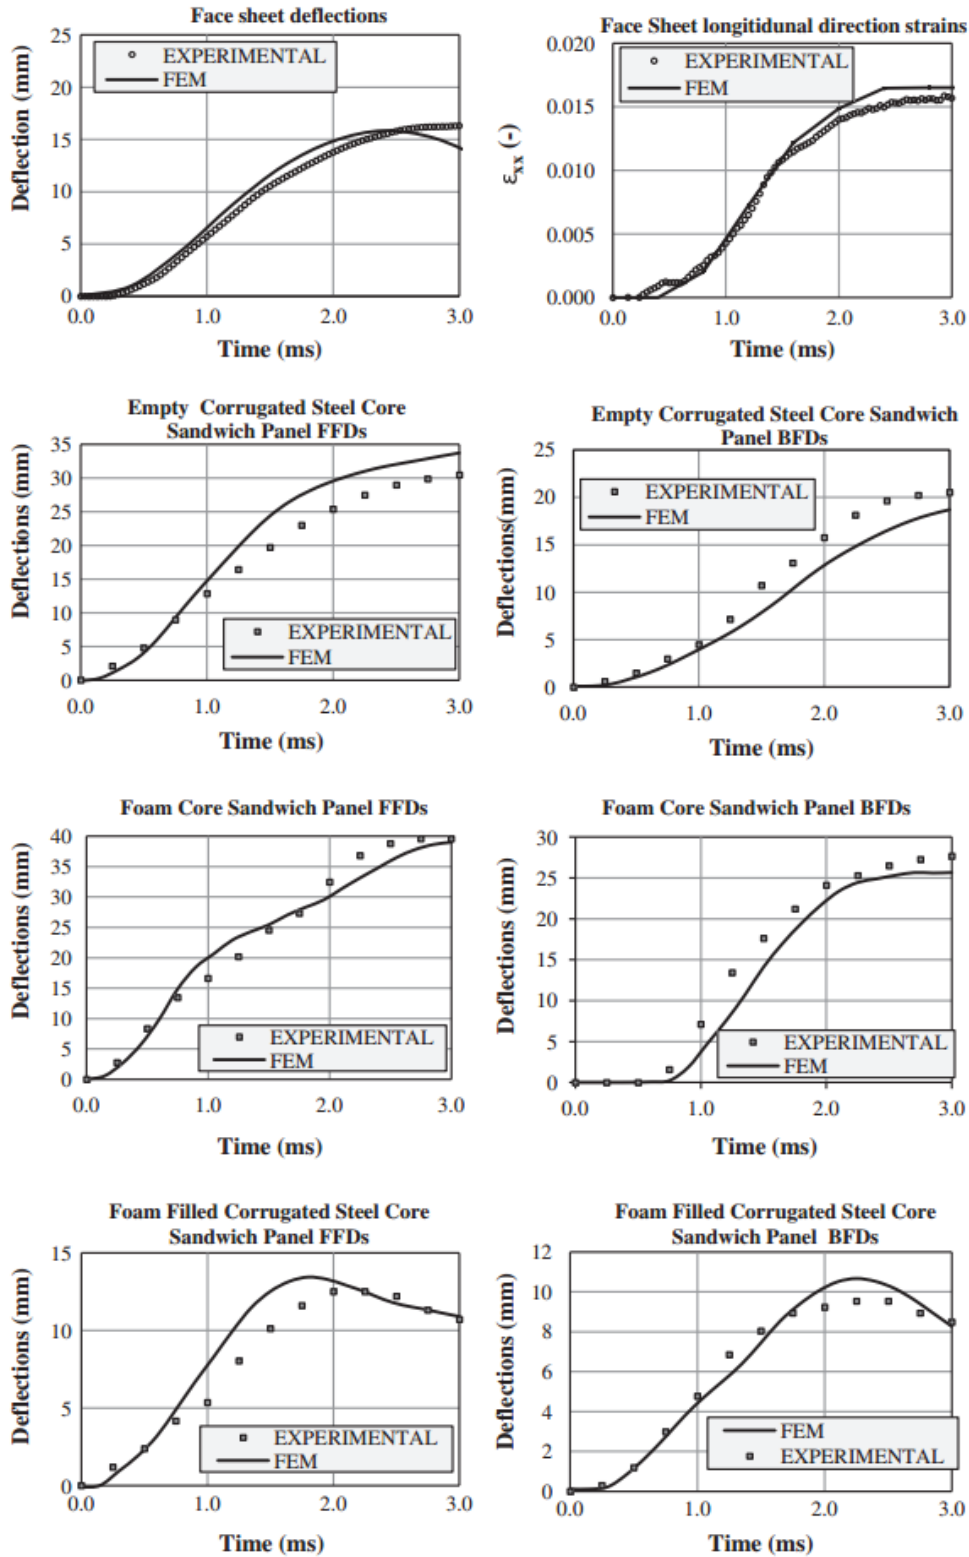 Face sheet deflections
Deflection (mm)
25
20
15
10
5
0
EXPERIMENTAL
FEM
0.0 1.0 2.0 3.0
Time (ms)
Face Sheet longitidunal direction strains
εxx (-)
0.020
0.015
0.010
0.005
0.000
EXPERIMENTAL
FEM
0.0 1.0 2.0 3.0
Time (ms)
Empty Corrugated Steel Core
Sandwich Panel FFDs
Deflections (mm)
35
30
25
20
15
10
5
0
EXPERIMENTAL
FEM
0.0 1.0 2.0 3.0
Time (ms)
Empty Corrugated Steel Core Sandwich
Panel BFDs
Deflections(mm)
25
20
15
10
5
0
EXPERIMENTAL
FEM
0.0 1.0 2.0 3.0
Time (ms)
Foam Core Sandwich Panel FFDs
Deflections (mm)
40
35
30
25
20
15
10
5
0
EXPERIMENTAL
FEM
0.0 1.0 2.0 3.0
Time (ms)
Foam Core Sandwich Panel BFDs
Deflections (mm)
30
25
20
15
10
5
0
EXPERIMENTAL
FEM
0.0 1.0 2.0 3.0
Time (ms)
Foam Filled Corrugated Steel Core
Sandwich Panel FFDs
Deflections (mm)
15
10
5
0
EXPERIMENTAL
FEM
0.0 1.0 2.0 3.0
Time (ms)
Foam Filled Corrugated Steel Core
Sandwich Panel BFDs
Deflections (mm)
12
10
8
6
4
2
0
FEM
EXPERIMENTAL
0.0 1.0 2.0 3.0
Time (ms)